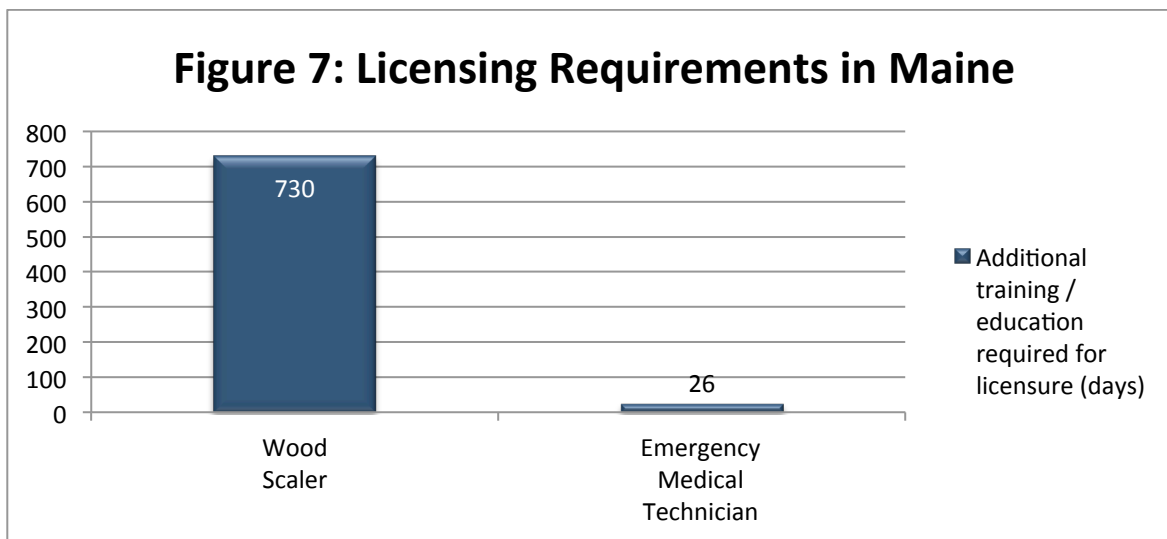 Figure 7: Licensing Requirements in Maine
800
700
600
500
400
300
200
100
0
730
26
Wood
Scaler
Emergency
Medical
Technician
Additional
training /
education
required for
licensure (days)